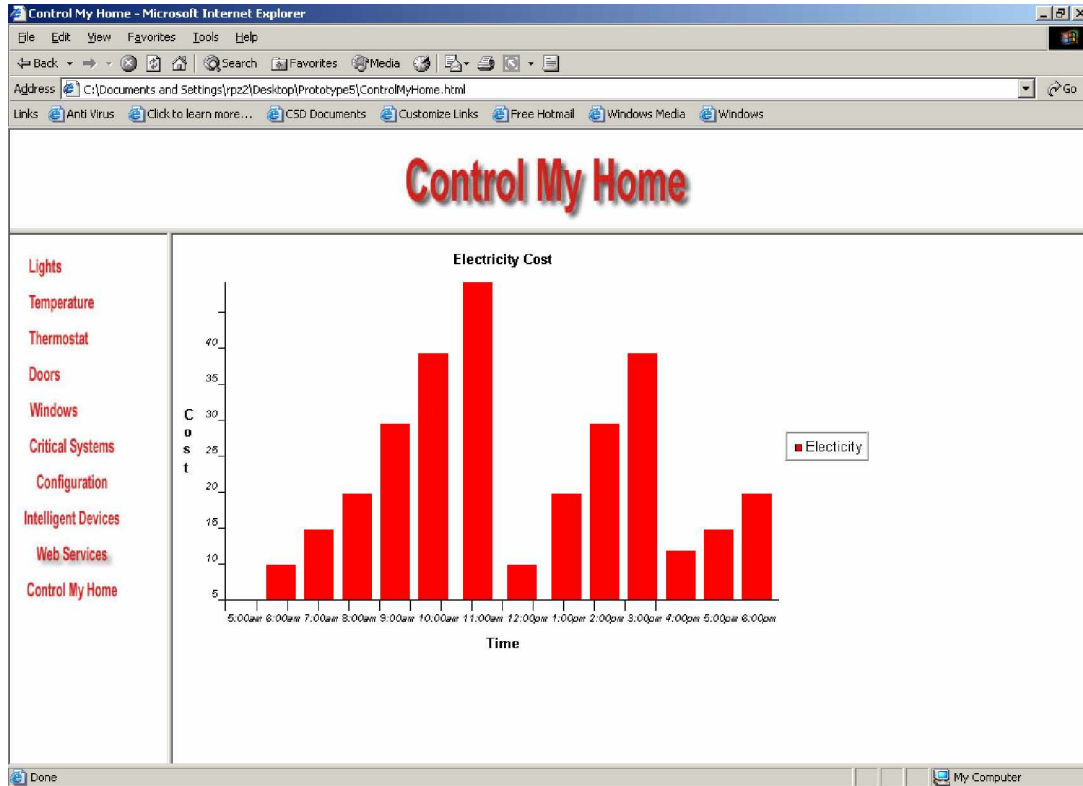 Control My Home - Microsoft Internet Explorer
File Edit View Favorites Tools Help
Back Search Favorites Media
Address C:\Documents and Settings\rpz2\Desktop\Prototype5\ControlMyHome.html Go
Links Anti Virus Click to learn more... CSD Documents Customize Links Free Hotmail Windows Media Windows
Control My Home
Lights
Temperature
Thermostat
Doors
Windows
Critical Systems
Configuration
Intelligent Devices
Web Services
Control My Home
Electricity Cost
Cost
40
35
30
25
20
15
10
5
5:00am 6:00am 7:00am 8:00am 9:00am 10:00am 11:00am 12:00pm 1:00pm 2:00pm 3:00pm 4:00pm 5:00pm 6:00pm
Time
Electicity
Done My Computer